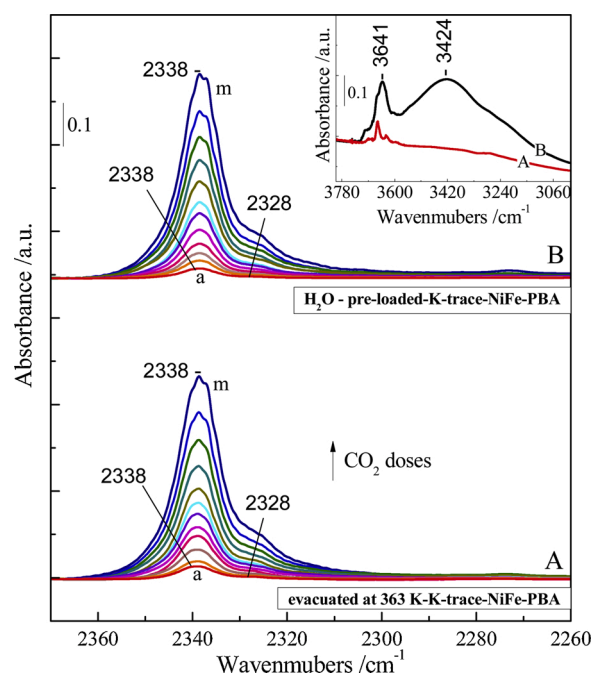 Absorbance /a.u.
2338
m
0.1
2338
2328
a
B
H₂O - pre-loaded-K-trace-NiFe-PBA
Absorbance /a.u.
3641
3424
0.1
B
A
3780 3600 3420 3240 3060
Wavenmubers /cm⁻¹
2338
m
CO₂ doses
2338
2328
a
A
evacuated at 363 K-K-trace-NiFe-PBA
2360 2340 2320 2300 2280 2260
Wavenmubers /cm⁻¹